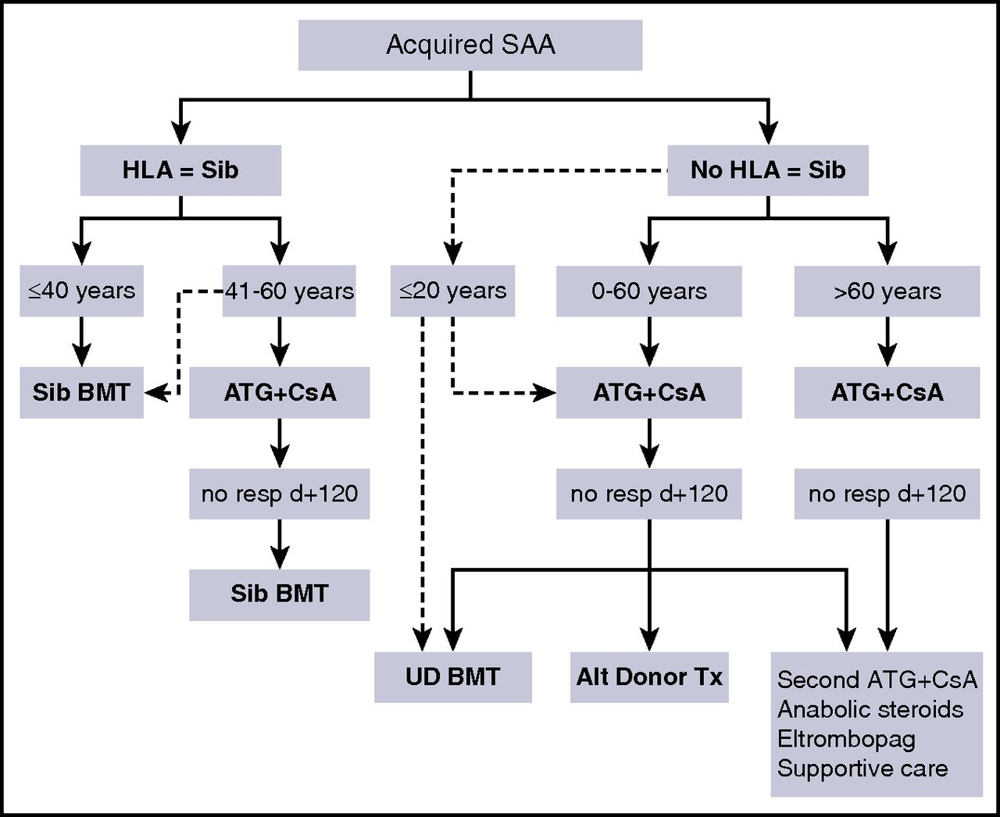 Acquired SAA
HLA = Sib
No HLA = Sib
≤40 years
41-60 years
≤20 years
0-60 years
>60 years
Sib BMT
ATG+CsA
ATG+CsA
ATG+CsA
no resp d+120
no resp d+120
no resp d+120
Sib BMT
UD BMT
Alt Donor Tx
Second ATG+CsA
Anabolic steroids
Eltrombopag
Supportive care